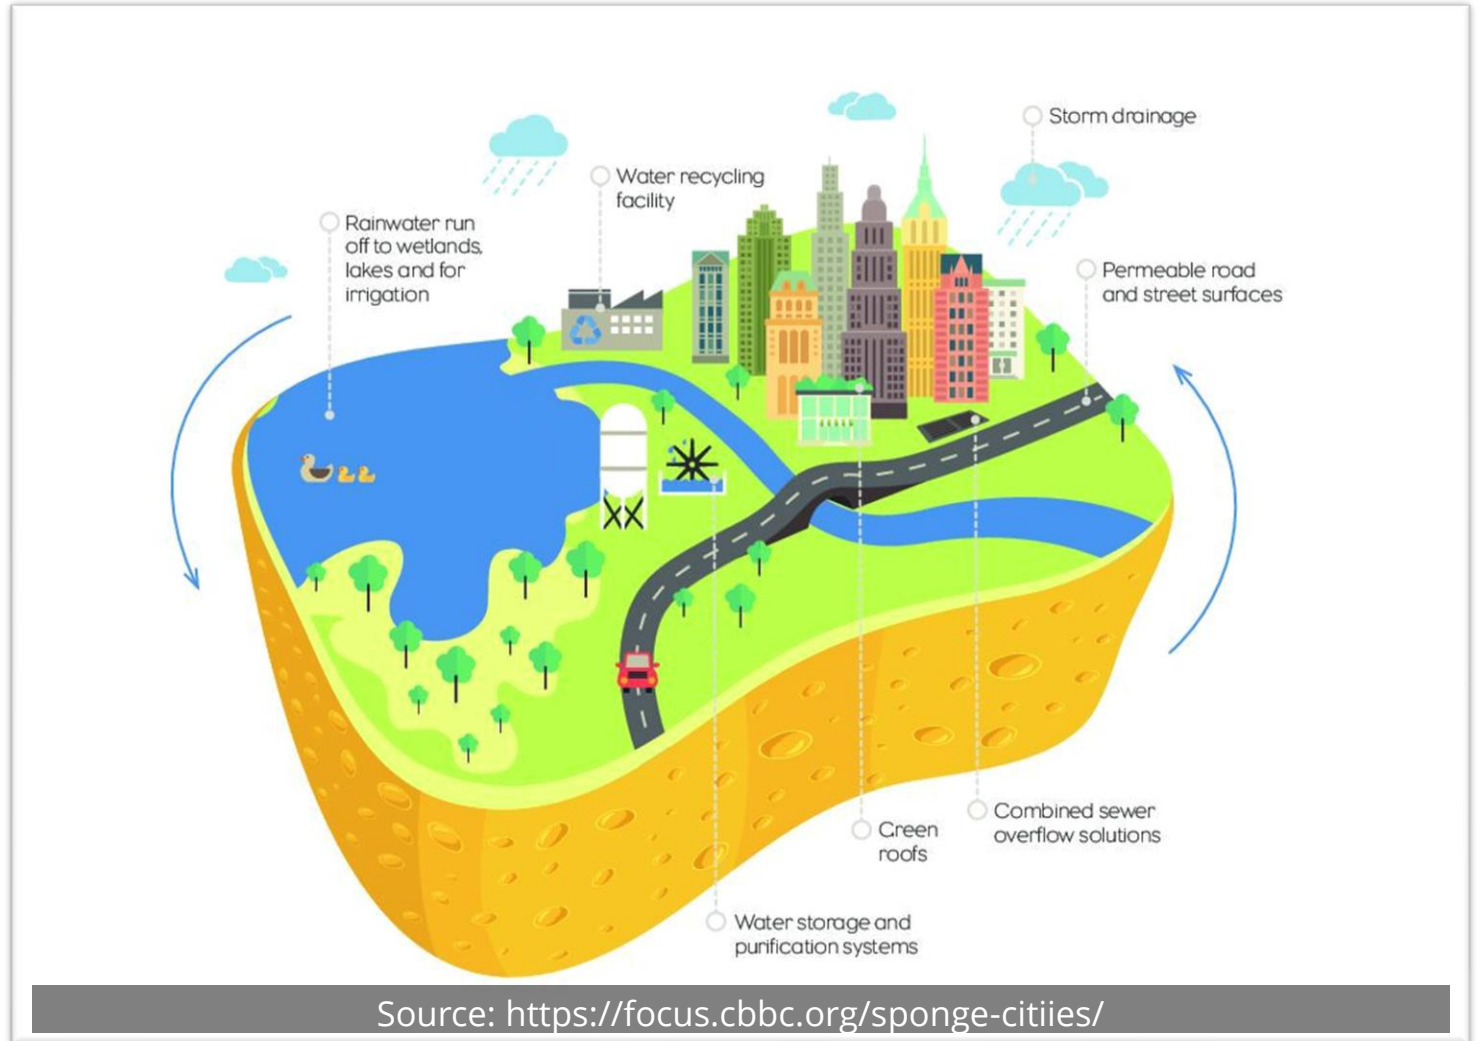 Storm drainage
Water recycling
facility
Rainwater run
off to wetlands,
lakes and for
irrigation
Permeable road
and street surfaces
Combined sewer
overflow solutions
Green
roofs
Water storage and
purification systems
Source: https://focus.cbbc.org/sponge-citiies/